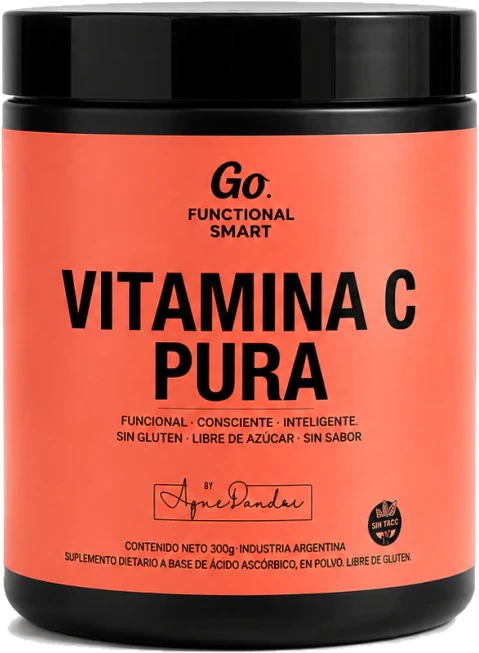 Go.
FUNCTIONAL
SMART
VITAMINA C
PURA
FUNCIONAL · CONSCIENTE · INTELIGENTE.
SIN GLUTEN · LIBRE DE AZÚCAR · SIN SABOR
BY
AgneDandrei
SIN TACC
CONTENIDO NETO 300g·INDUSTRIA ARGENTINA
SUPLEMENTO DIETARIO A BASE DE ÁCIDO ASCÓRBICO, EN POLVO. LIBRE DE GLUTEN.